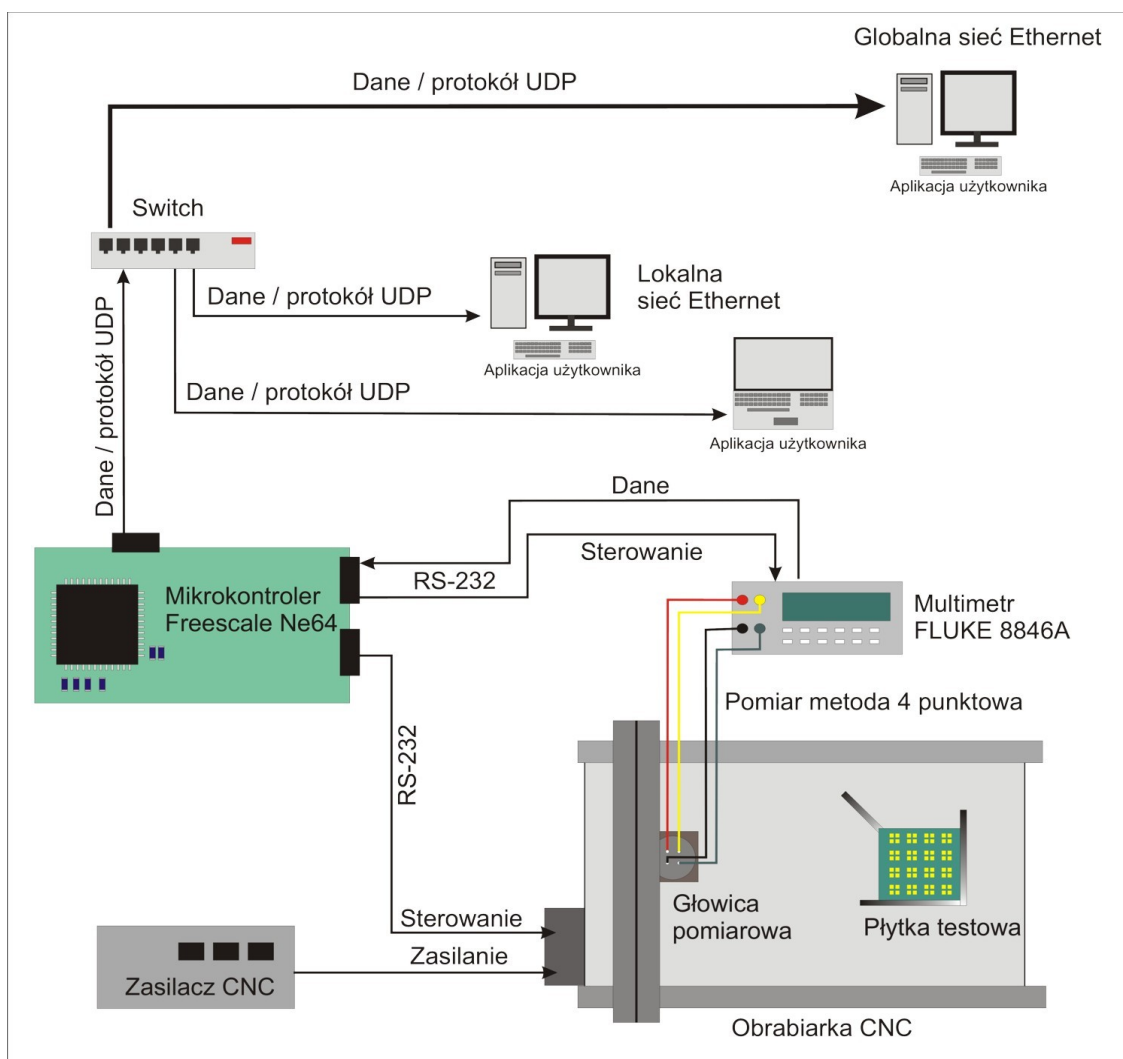 Globalna sieć Ethernet
Dane / protokół UDP
Aplikacja użytkownika
Switch
Dane / protokół UDP
Lokalna
sieć Ethernet
Aplikacja użytkownika
Dane / protokół UDP
Aplikacja użytkownika
Dane / protokół UDP
Dane
Sterowanie
RS-232
Mikrokontroler
Freescale Ne64
Multimetr
FLUKE 8846A
Pomiar metoda 4 punktowa
RS-232
Głowica
pomiarowa
Płytka testowa
Sterowanie
Zasilanie
Zasilacz CNC
Obrabiarka CNC